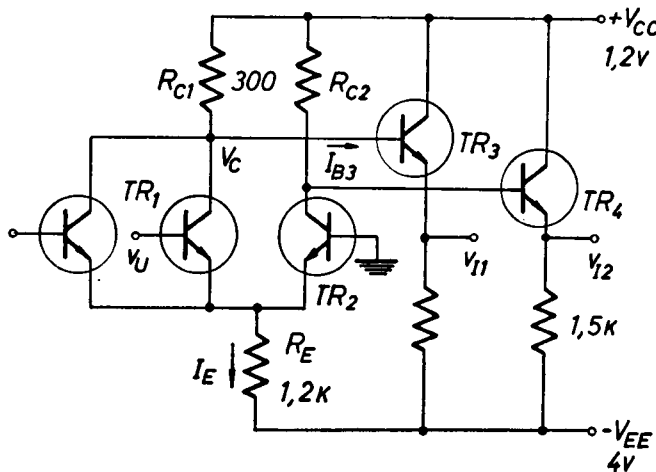 +VCC
1,2v
RC1
300
RC2
VC
IB3
TR3
TR4
TR1
vU
TR2
vI1
vI2
IE
RE
1,2K
1,5K
-VEE
4v